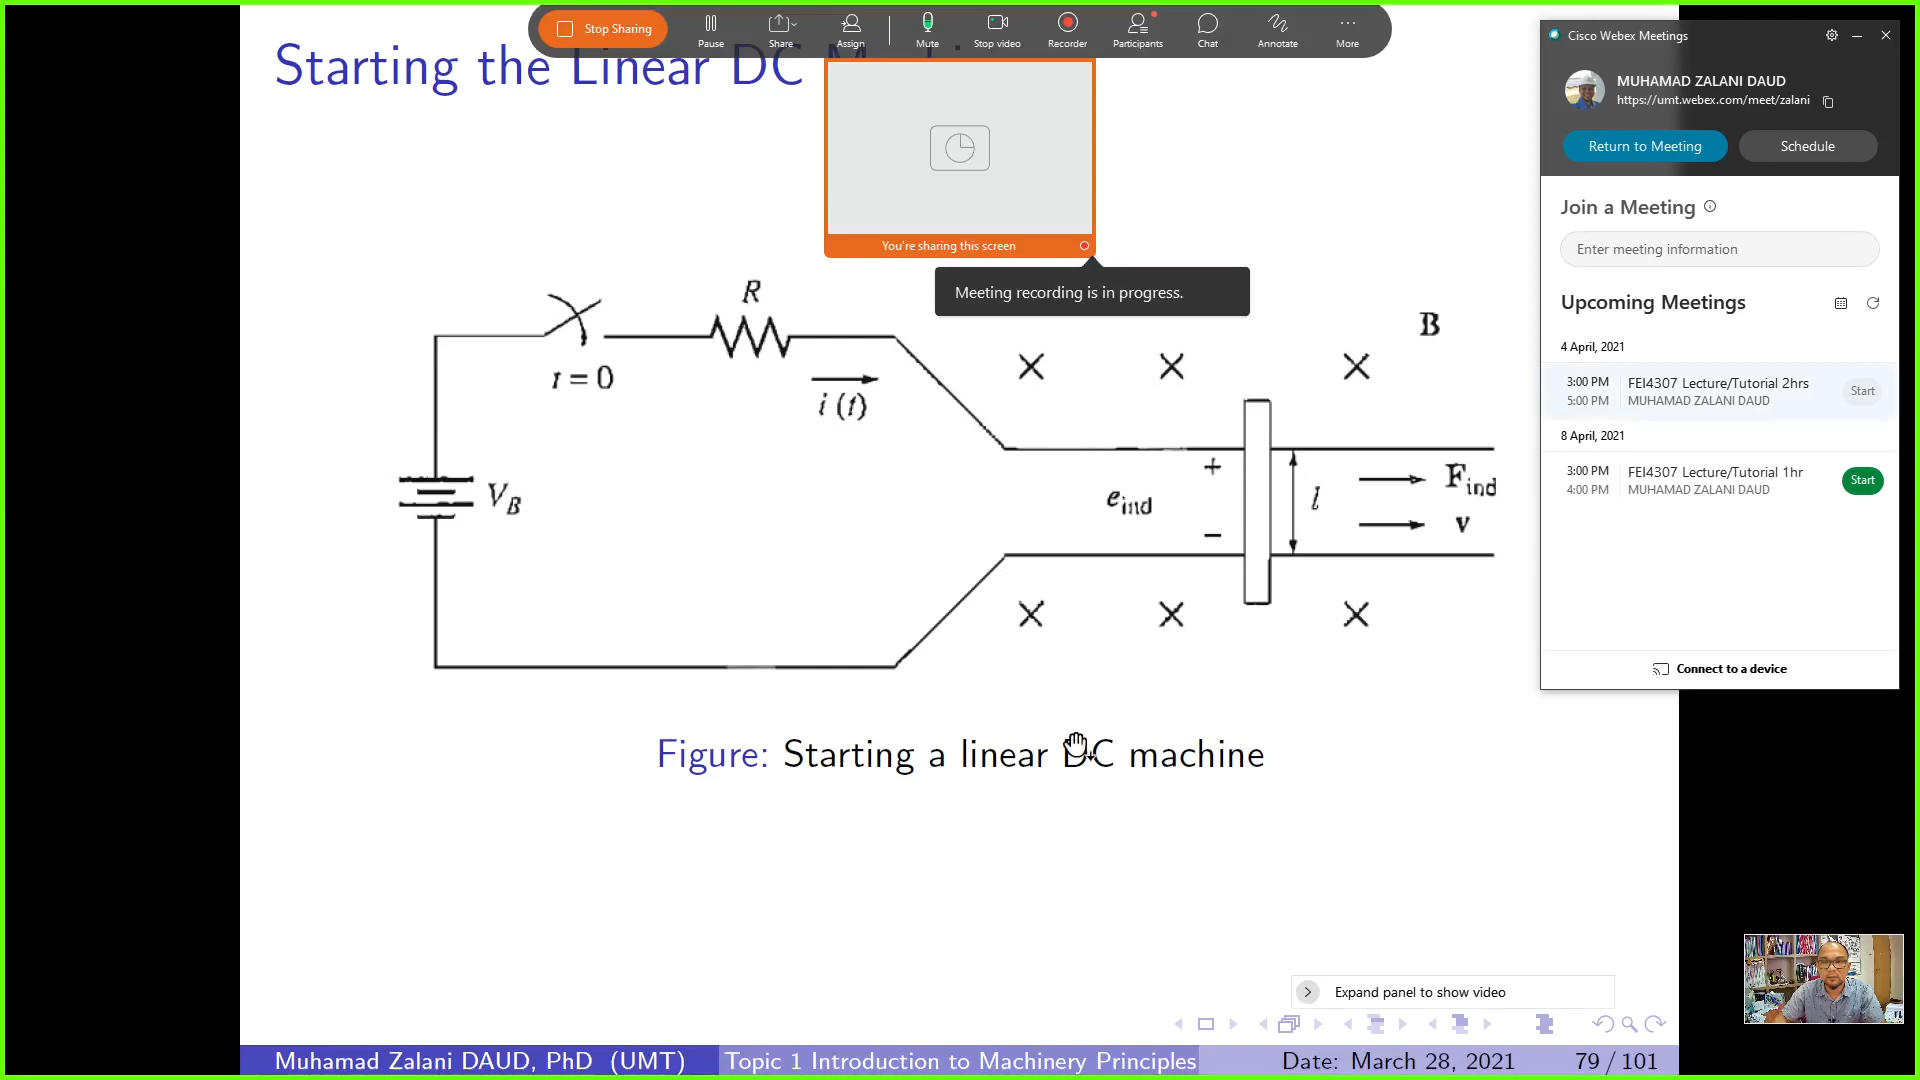 Stop Sharing
Pause
Share
Assign
Mute
Stop video
Recorder
Participants
Chat
Annotate
More
Starting the Linear DC
You're sharing this screen
Meeting recording is in progress.
R
B
t = 0
i (t)
V_B
+
e_ind
−
l
F_ind
v
Figure: Starting a linear DC machine
Cisco Webex Meetings
MUHAMAD ZALANI DAUD
https://umt.webex.com/meet/zalani
Return to Meeting
Schedule
Join a Meeting
Enter meeting information
Upcoming Meetings
4 April, 2021
3:00 PM FEI4307 Lecture/Tutorial 2hrs
5:00 PM MUHAMAD ZALANI DAUD
Start
8 April, 2021
3:00 PM FEI4307 Lecture/Tutorial 1hr
4:00 PM MUHAMAD ZALANI DAUD
Start
Connect to a device
Expand panel to show video
Muhamad Zalani DAUD, PhD (UMT) Topic 1 Introduction to Machinery Principles Date: March 28, 2021 79 / 101